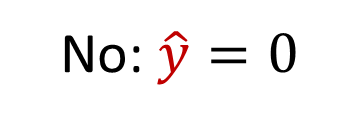 No: ŷ = 0